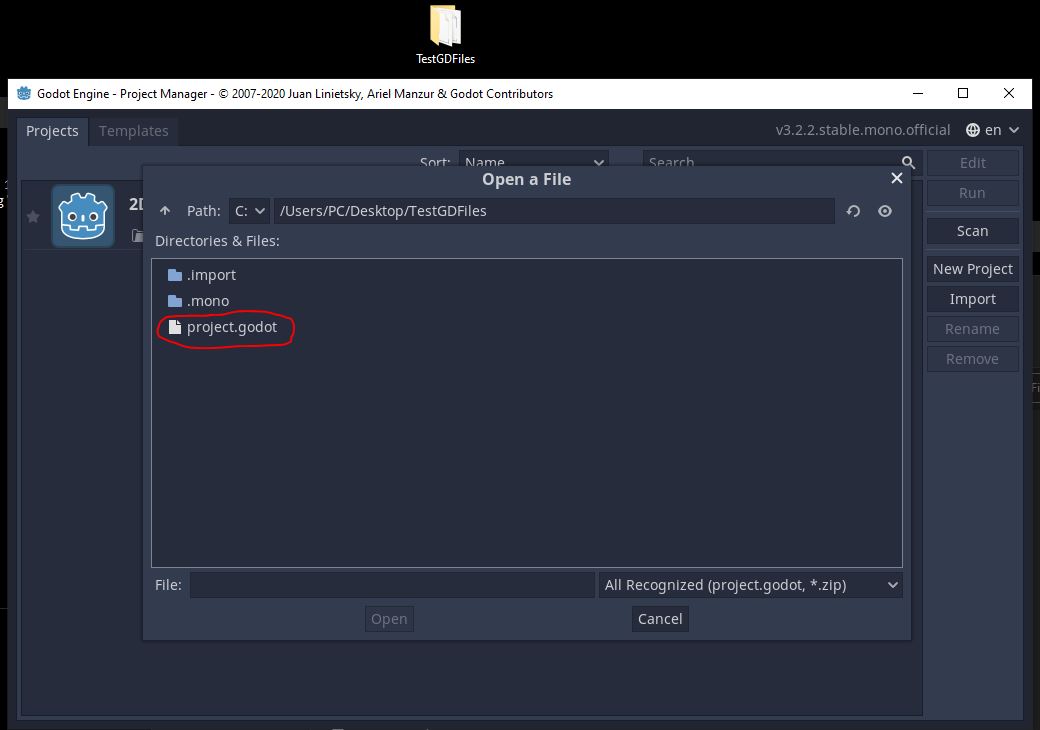 TestGDFiles
Godot Engine - Project Manager - © 2007-2020 Juan Linietsky, Ariel Manzur & Godot Contributors
Projects Templates v3.2.2.stable.mono.official en
Sort: Name Search Edit
Open a File
Run
Path: C: /Users/PC/Desktop/TestGDFiles
Scan
Directories & Files:
New Project
.import
Import
.mono
Rename
project.godot
Remove
File: All Recognized (project.godot, *.zip)
Open Cancel